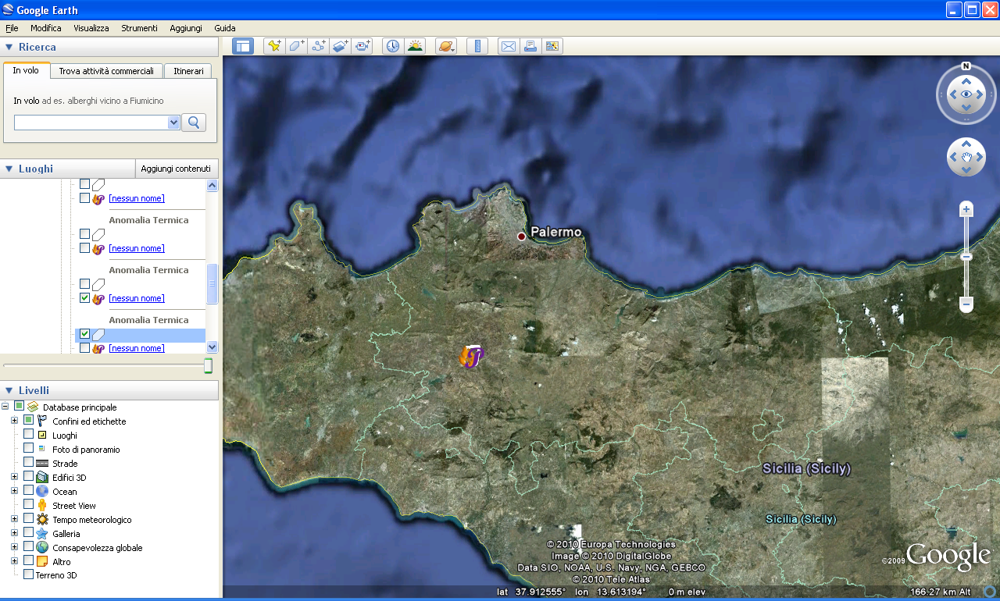 Google Earth
File Modifica Visualizza Strumenti Aggiungi Guida
Ricerca
In volo Trova attività commerciali Itinerari
In volo ad es. alberghi vicino a Fiumicino
Luoghi Aggiungi contenuti
[nessun nome]
Anomalia Termica
[nessun nome]
Anomalia Termica
[nessun nome]
Anomalia Termica
[nessun nome]
Livelli
Database principale
Confini ed etichette
Luoghi
Foto di panoramio
Strade
Edifici 3D
Ocean
Street View
Tempo meteorologico
Galleria
Consapevolezza globale
Altro
Terreno 3D
N
Palermo
Sicilia (Sicily)
Sicilia (Sicily)
© 2010 Europa Technologies
Image © 2010 DigitalGlobe
Data SIO, NOAA, U.S. Navy, NGA, GEBCO
© 2010 Tele Atlas
©2009 Google
lat 37.912555° lon 13.613194° 0 m elev 166.27 km Alt